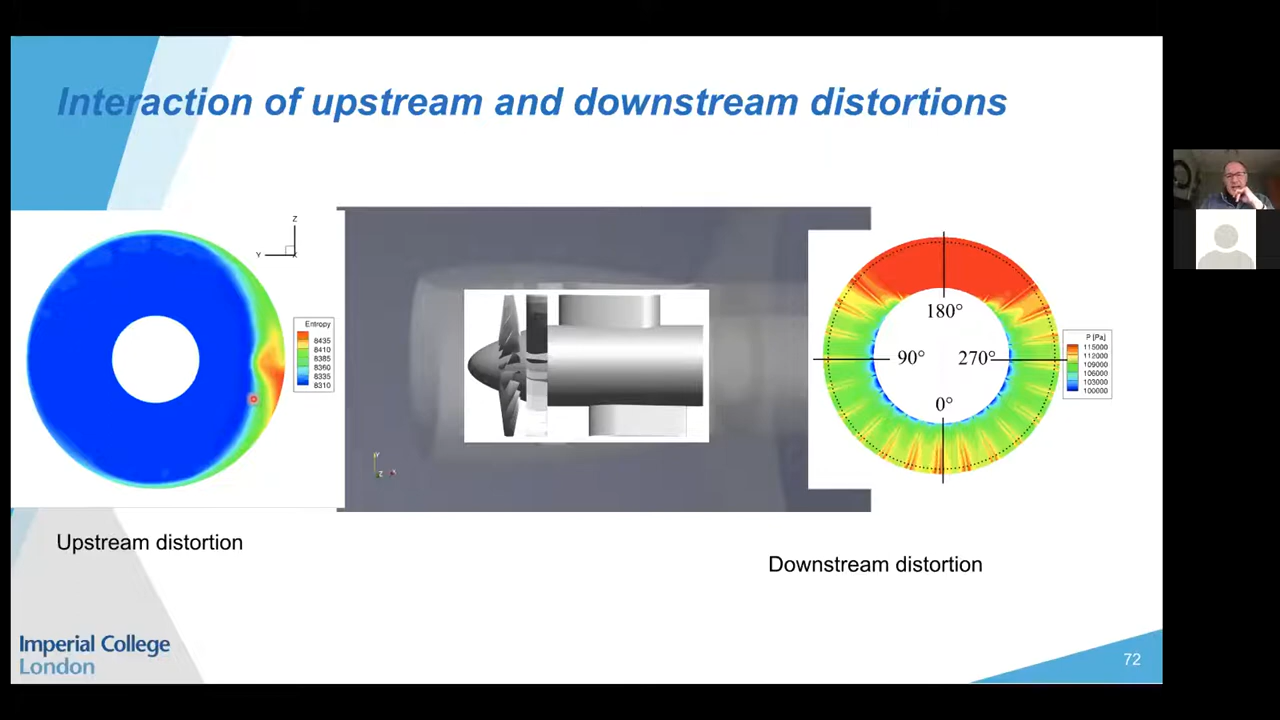 Interaction of upstream and downstream distortions
Z
Y
X
Entropy
8435
8410
8385
8360
8335
8310
Y
Z
X
180°
90°
270°
0°
P [Pa]
115000
112000
109000
106000
103000
100000
Upstream distortion
Downstream distortion
Imperial College
London
72